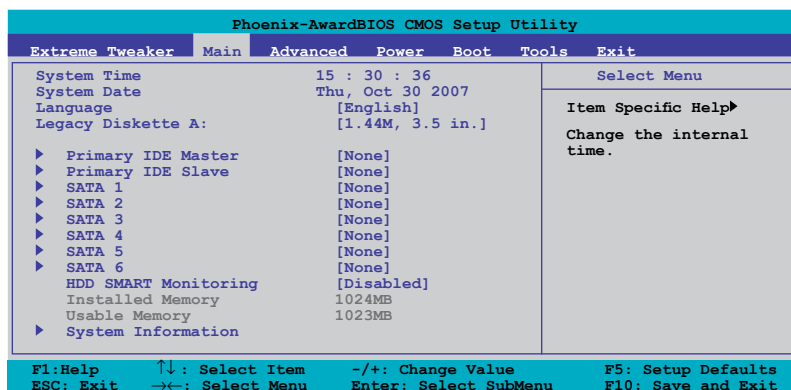 Phoenix-AwardBIOS CMOS Setup Utility
Extreme Tweaker Main Advanced Power Boot Tools Exit
System Time 15 : 30 : 36
System Date Thu, Oct 30 2007
Language [English]
Legacy Diskette A: [1.44M, 3.5 in.]
Primary IDE Master [None]
Primary IDE Slave [None]
SATA 1 [None]
SATA 2 [None]
SATA 3 [None]
SATA 4 [None]
SATA 5 [None]
SATA 6 [None]
HDD SMART Monitoring [Disabled]
Installed Memory 1024MB
Usable Memory 1023MB
System Information
Select Menu
Item Specific Help
Change the internal
time.
F1:Help ↑↓: Select Item -/+: Change Value F5: Setup Defaults
ESC: Exit →←: Select Menu Enter: Select SubMenu F10: Save and Exit